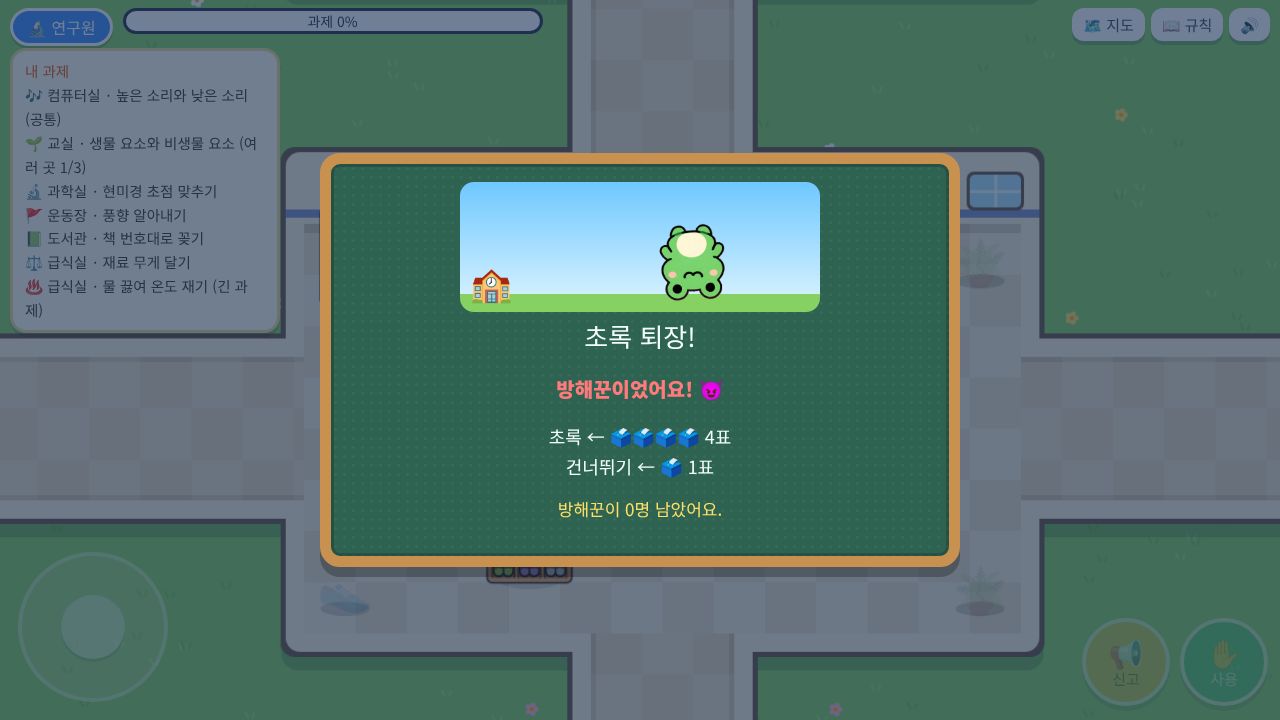 연구원
과제 0%
지도
규칙
내 과제
컴퓨터실 · 높은 소리와 낮은 소리
(공통)
교실 · 생물 요소와 비생물 요소 (여
러 곳 1/3)
과학실 · 현미경 초점 맞추기
운동장 · 풍향 알아내기
도서관 · 책 번호대로 꽂기
급식실 · 재료 무게 달기
급식실 · 물 끓여 온도 재기 (긴 과
제)
초록 퇴장!
방해꾼이었어요!
초록 ← 4표
건너뛰기 ← 1표
방해꾼이 0명 남았어요.
신고
사용